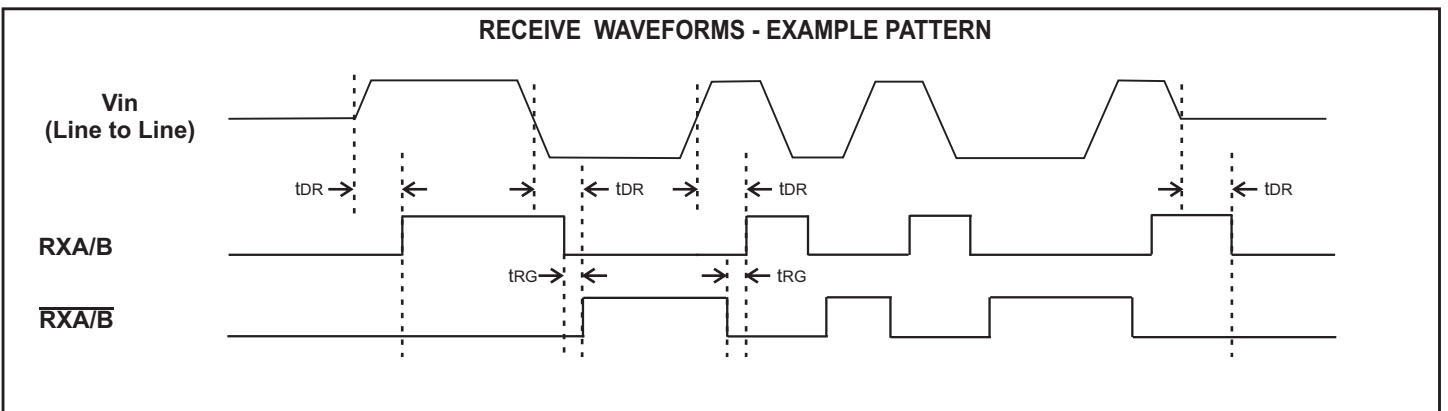 RECEIVE WAVEFORMS - EXAMPLE PATTERN
Vin
(Line to Line)
tDR
tDR
tDR
tDR
RXA/B
tRG
tRG
RXA/B